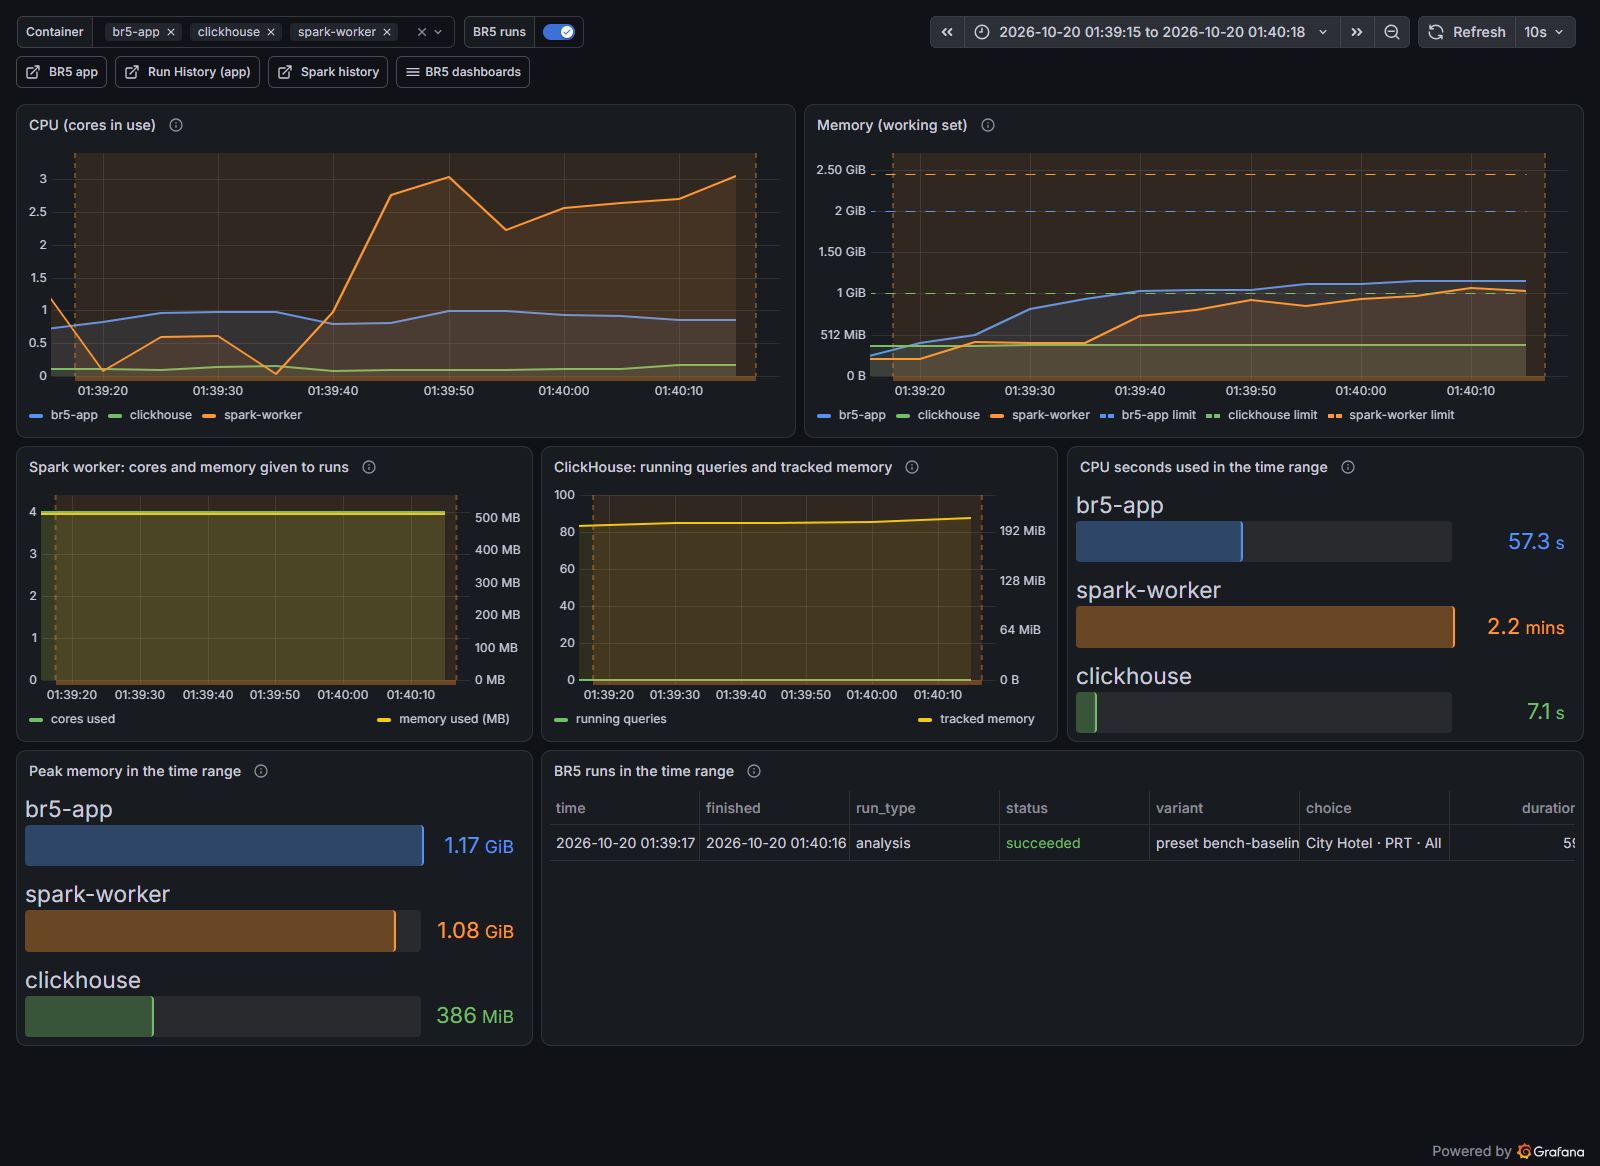 Container br5-app × clickhouse × spark-worker × × BR5 runs
2026-10-20 01:39:15 to 2026-10-20 01:40:18 Refresh 10s
BR5 app Run History (app) Spark history BR5 dashboards
CPU (cores in use)
3
2.5
2
1.5
1
0.5
0
01:39:20 01:39:30 01:39:40 01:39:50 01:40:00 01:40:10
br5-app clickhouse spark-worker
Memory (working set)
2.50 GiB
2 GiB
1.50 GiB
1 GiB
512 MiB
0 B
01:39:20 01:39:30 01:39:40 01:39:50 01:40:00 01:40:10
br5-app clickhouse spark-worker br5-app limit clickhouse limit spark-worker limit
Spark worker: cores and memory given to runs
4
3
2
1
0
500 MB
400 MB
300 MB
200 MB
100 MB
0 MB
01:39:20 01:39:30 01:39:40 01:39:50 01:40:00 01:40:10
cores used memory used (MB)
ClickHouse: running queries and tracked memory
100
80
60
40
20
0
192 MiB
128 MiB
64 MiB
0 B
01:39:20 01:39:30 01:39:40 01:39:50 01:40:00 01:40:10
running queries tracked memory
CPU seconds used in the time range
br5-app
57.3 s
spark-worker
2.2 mins
clickhouse
7.1 s
Peak memory in the time range
br5-app
1.17 GiB
spark-worker
1.08 GiB
clickhouse
386 MiB
BR5 runs in the time range
time finished run_type status variant choice duration
2026-10-20 01:39:17 2026-10-20 01:40:16 analysis succeeded preset bench-baselin City Hotel · PRT · All 59
Powered by Grafana